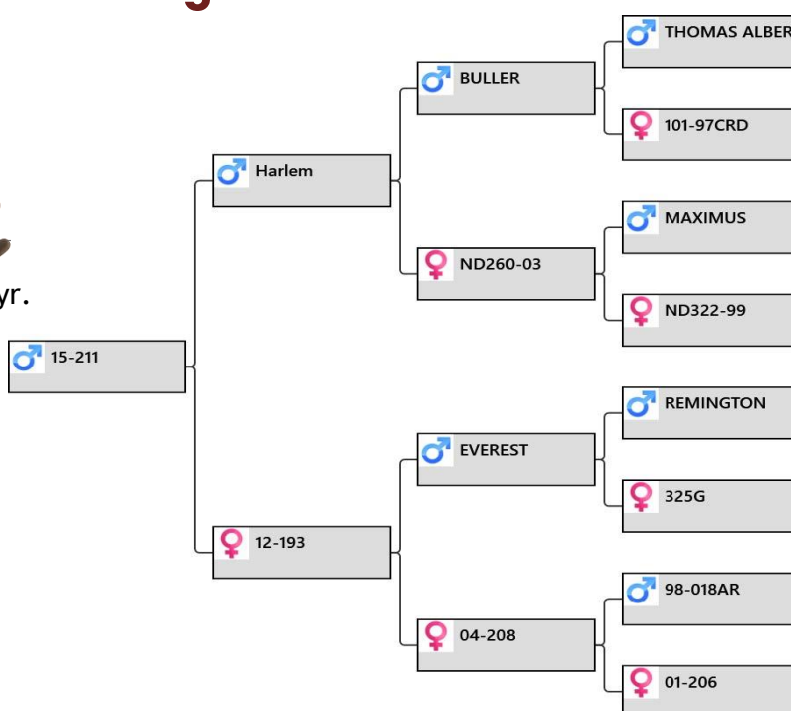 THOMAS ALBER
BULLER
101-97CRD
Harlem
MAXIMUS
ND260-03
ND322-99
yr.
15-211
REMINGTON
EVEREST
325G
12-193
98-018AR
04-208
01-206